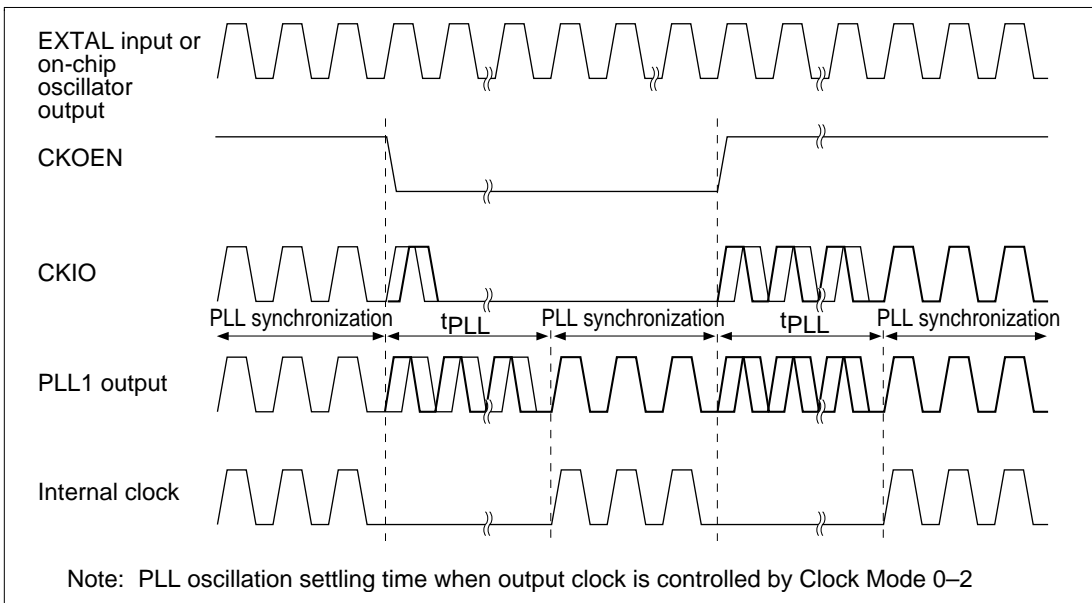 EXTAL input or
on-chip
oscillator
output
CKOEN
CKIO
PLL synchronization
tPLL
PLL synchronization
tPLL
PLL synchronization
PLL1 output
Internal clock
Note: PLL oscillation settling time when output clock is controlled by Clock Mode 0–2